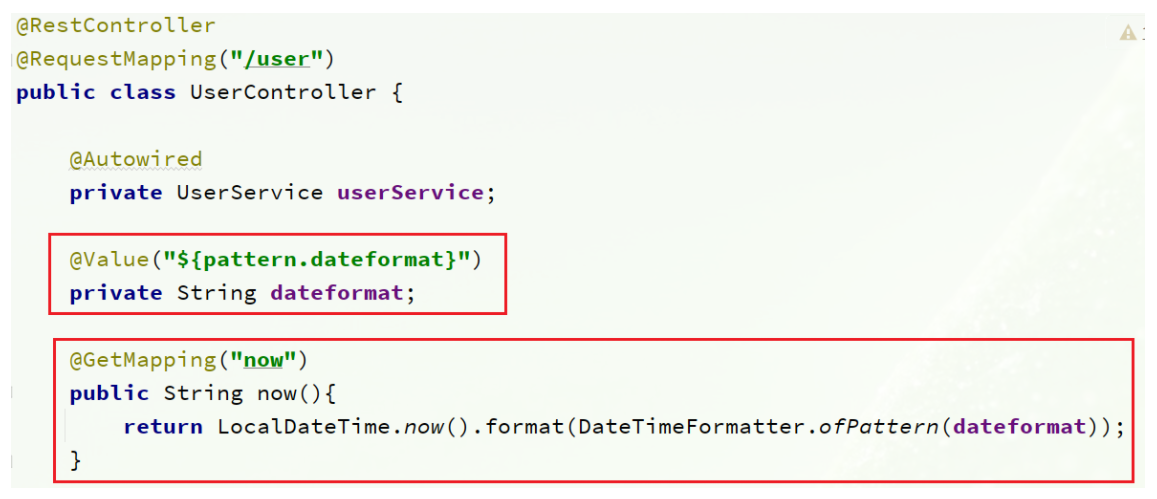 @RestController
@RequestMapping("/user")
public class UserController {
@Autowired
private UserService userService;
@Value("${pattern.dateformat}")
private String dateformat;
@GetMapping("now")
public String now(){
return LocalDateTime.now().format(DateTimeFormatter.ofPattern(dateformat));
}